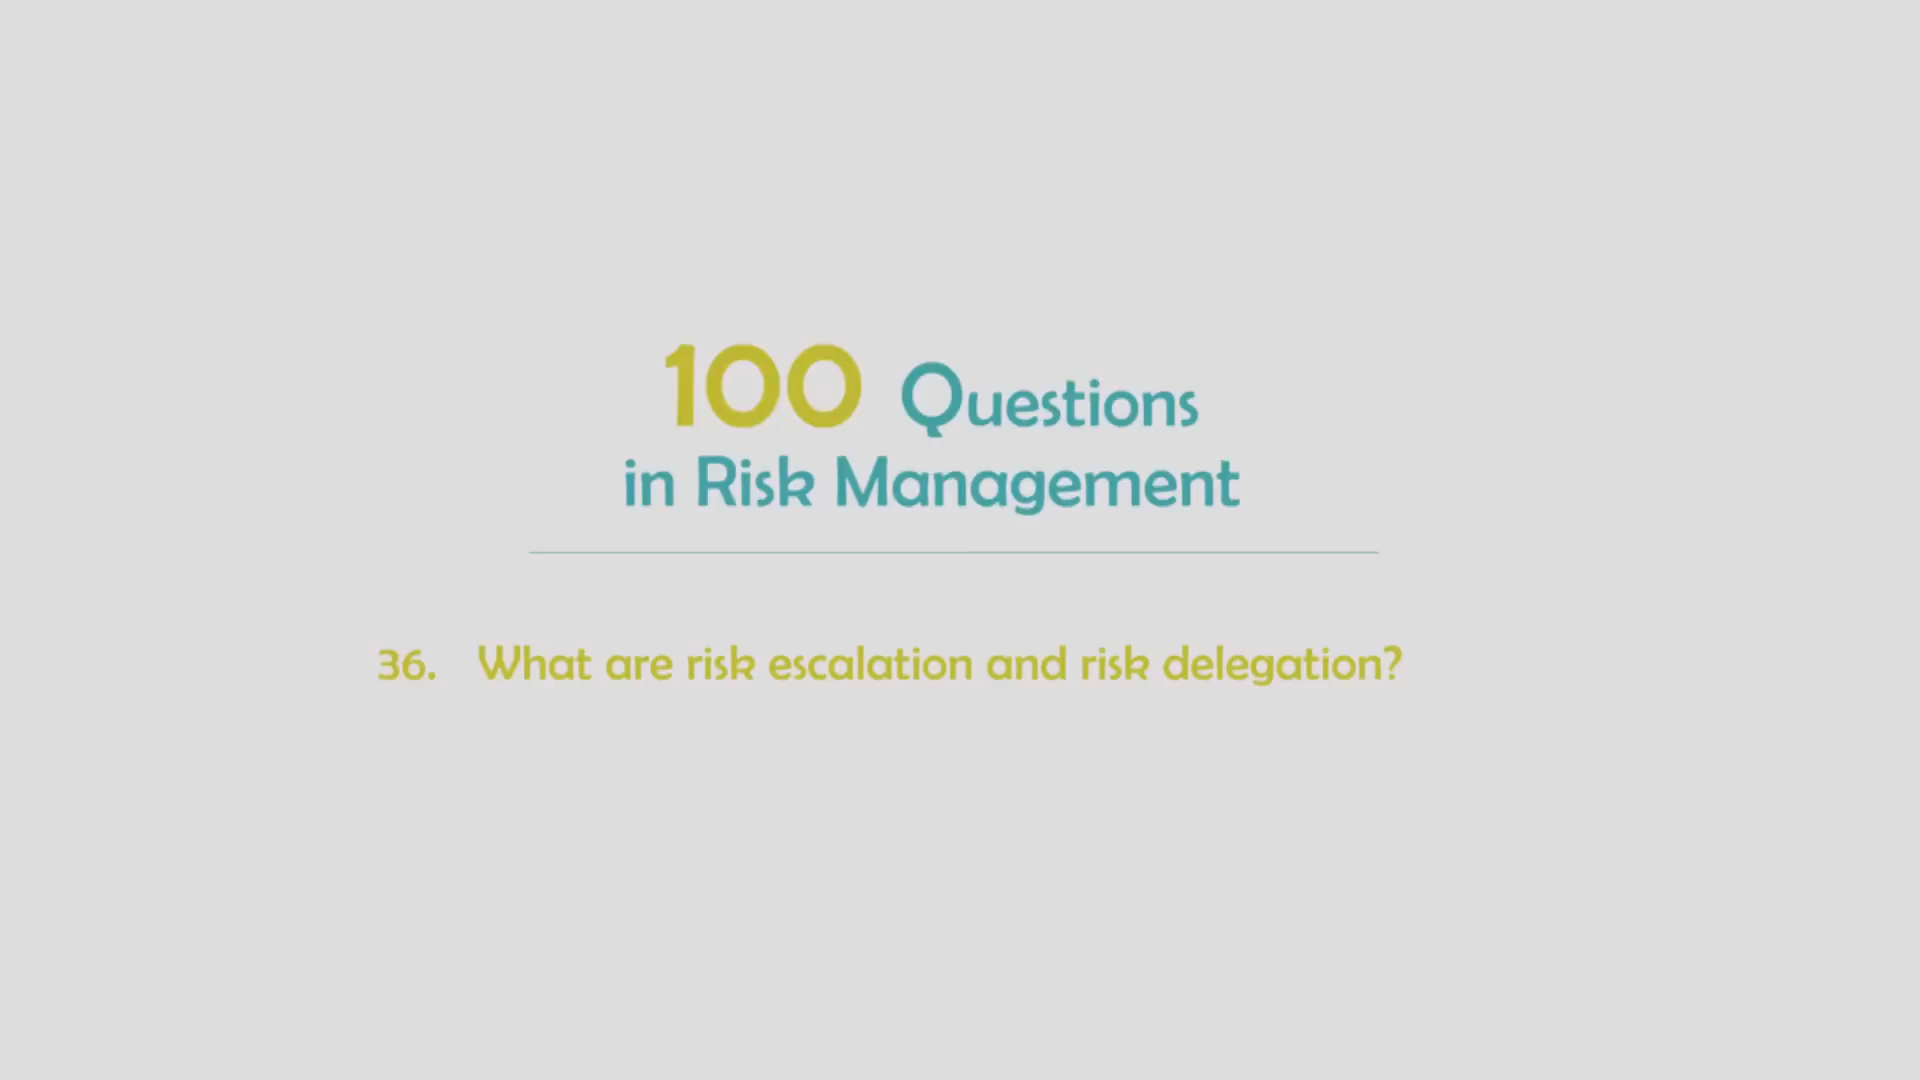 100 Questions
in Risk Management
36. What are risk escalation and risk delegation?